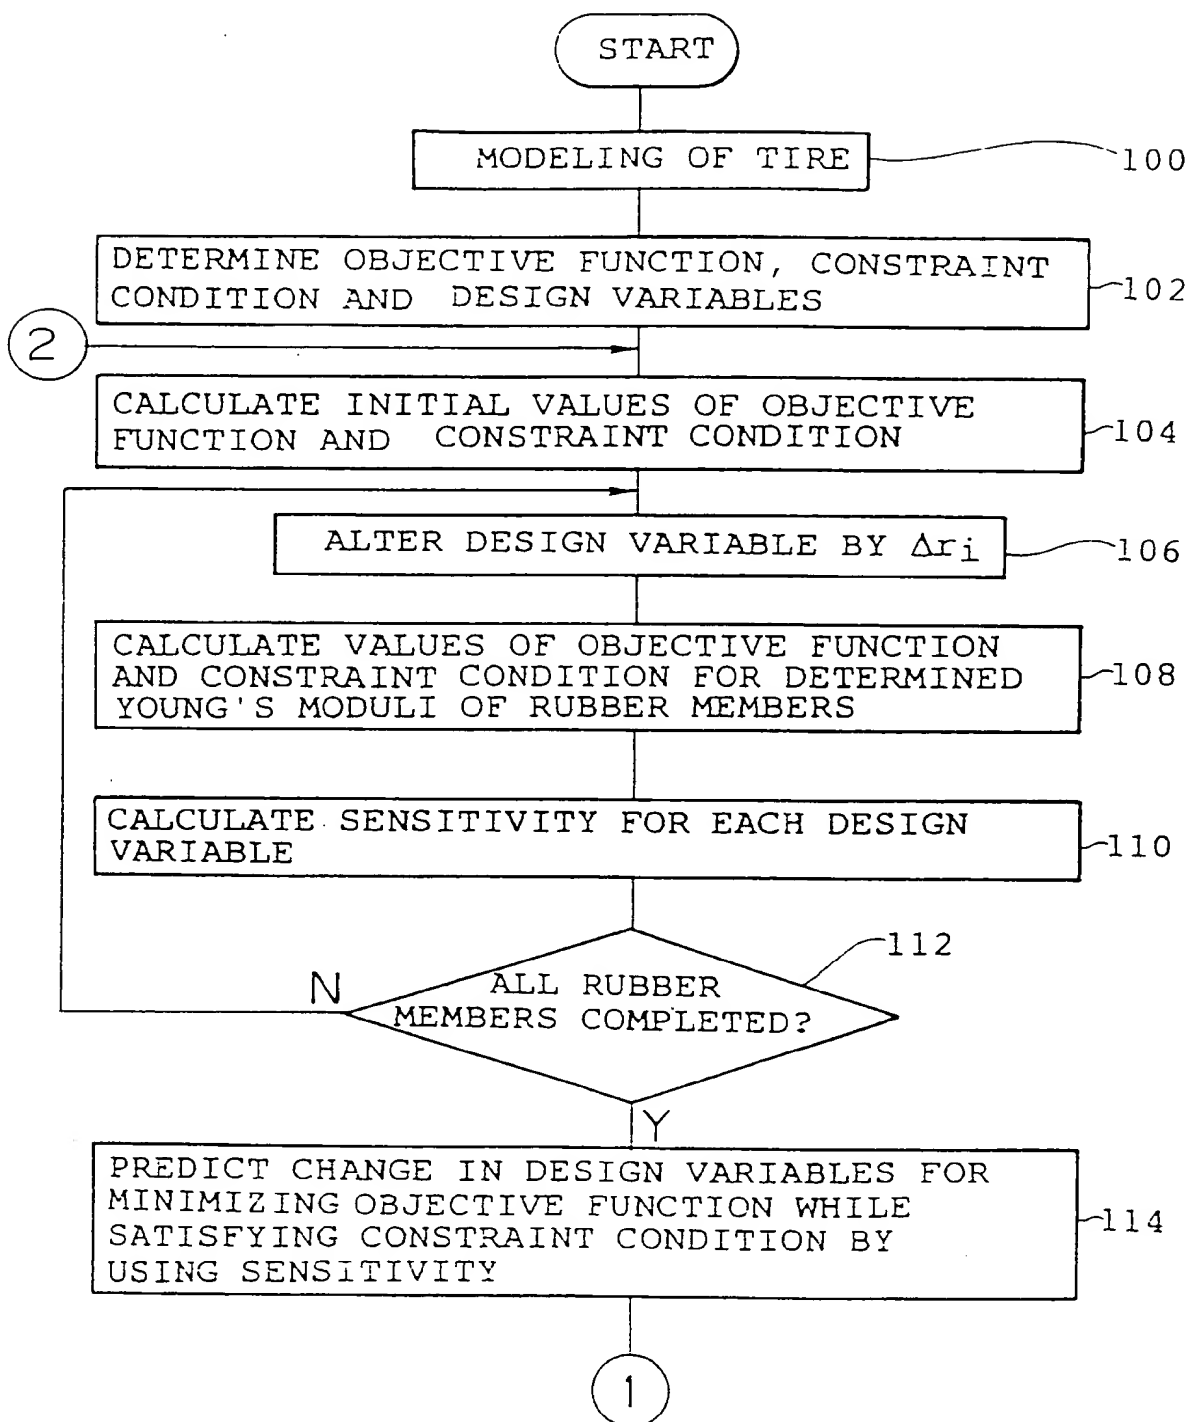 START
MODELING OF TIRE
100
DETERMINE OBJECTIVE FUNCTION, CONSTRAINT
CONDITION AND DESIGN VARIABLES
102
2
CALCULATE INITIAL VALUES OF OBJECTIVE
FUNCTION AND CONSTRAINT CONDITION
104
ALTER DESIGN VARIABLE BY Δri
106
CALCULATE VALUES OF OBJECTIVE FUNCTION
AND CONSTRAINT CONDITION FOR DETERMINED
YOUNG'S MODULI OF RUBBER MEMBERS
108
CALCULATE SENSITIVITY FOR EACH DESIGN
VARIABLE
110
112
N
ALL RUBBER
MEMBERS COMPLETED?
Y
PREDICT CHANGE IN DESIGN VARIABLES FOR
MINIMIZING OBJECTIVE FUNCTION WHILE
SATISFYING CONSTRAINT CONDITION BY
USING SENSITIVITY
114
1